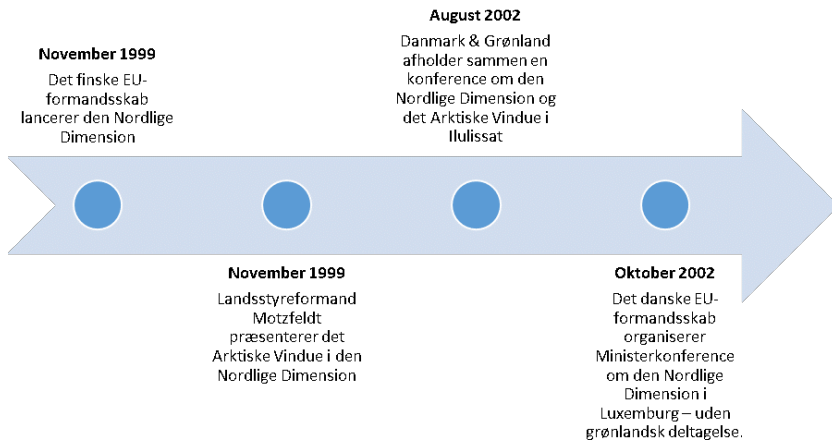 November 1999
Det finske EU-
formandsskab
lancerer den Nordlige
Dimension
November 1999
Landsstyreformand
Motzfeldt
præsenterer det
Arktiske Vindue i den
Nordlige Dimension
August 2002
Danmark & Grønland
afholder sammen en
konference om den
Nordlige Dimension og
det Arktiske Vindue i
Ilulissat
Oktober 2002
Det danske EU-
formandsskab
organiserer
Ministerkonference
om den Nordlige
Dimension i
Luxemburg – uden
grønlandsk deltagelse.